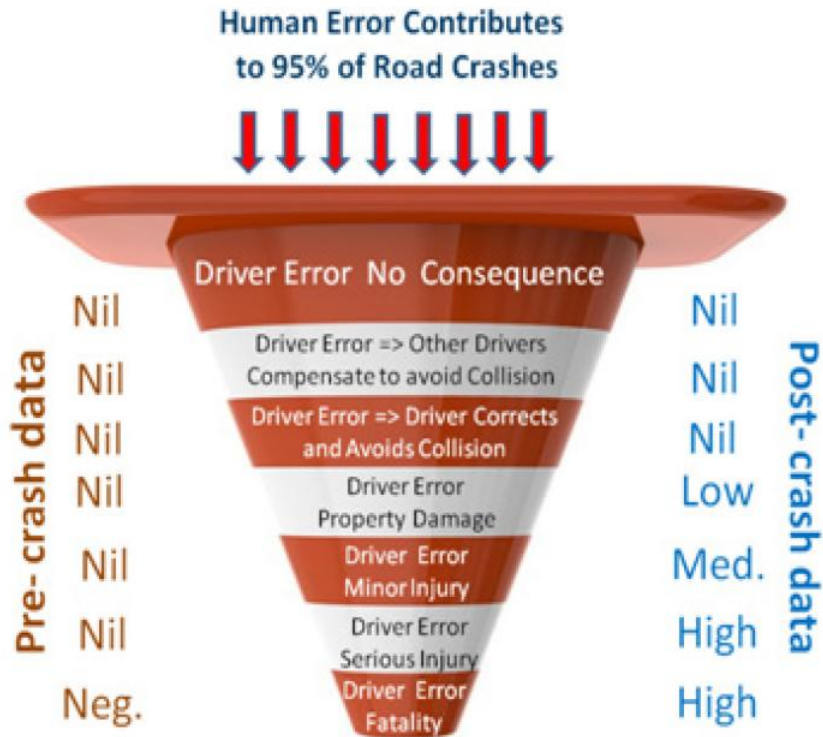 Human Error Contributes
to 95% of Road Crashes
Driver Error No Consequence
Nil
Nil
Driver Error => Other Drivers
Compensate to avoid Collision
Nil
Nil
Driver Error => Driver Corrects
and Avoids Collision
Nil
Nil
Driver Error
Property Damage
Nil
Low
Driver Error
Minor Injury
Nil
Med.
Driver Error
Serious Injury
Nil
High
Driver Error
Fatality
Neg.
High
Pre- crash data
Post- crash data